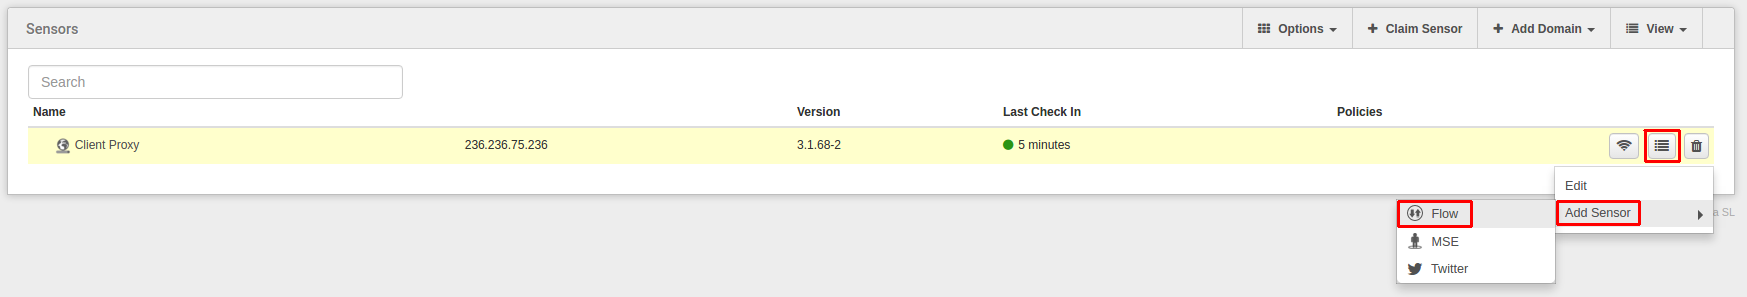 Sensors
Options
Claim Sensor
Add Domain
View
Search
Name
Version
Last Check In
Policies
Client Proxy
236.236.75.236
3.1.68-2
5 minutes
Edit
Add Sensor
a SL
Flow
MSE
Twitter